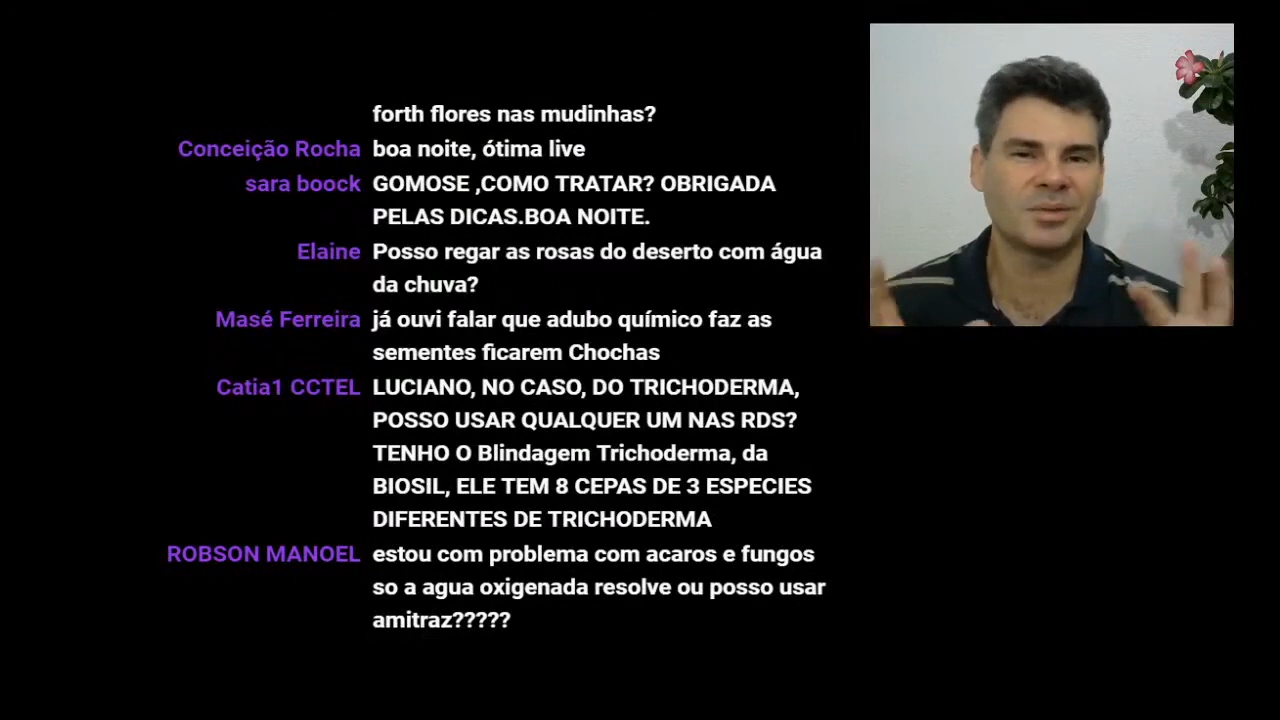 forth flores nas mudinhas?
Conceição Rocha boa noite, ótima live
sara boock GOMOSE ,COMO TRATAR? OBRIGADA
PELAS DICAS.BOA NOITE.
Elaine Posso regar as rosas do deserto com água
da chuva?
Masé Ferreira já ouvi falar que adubo químico faz as
sementes ficarem Chochas
Catia1 CCTEL LUCIANO, NO CASO, DO TRICHODERMA,
POSSO USAR QUALQUER UM NAS RDS?
TENHO O Blindagem Trichoderma, da
BIOSIL, ELE TEM 8 CEPAS DE 3 ESPECIES
DIFERENTES DE TRICHODERMA
ROBSON MANOEL estou com problema com acaros e fungos
so a agua oxigenada resolve ou posso usar
amitraz?????